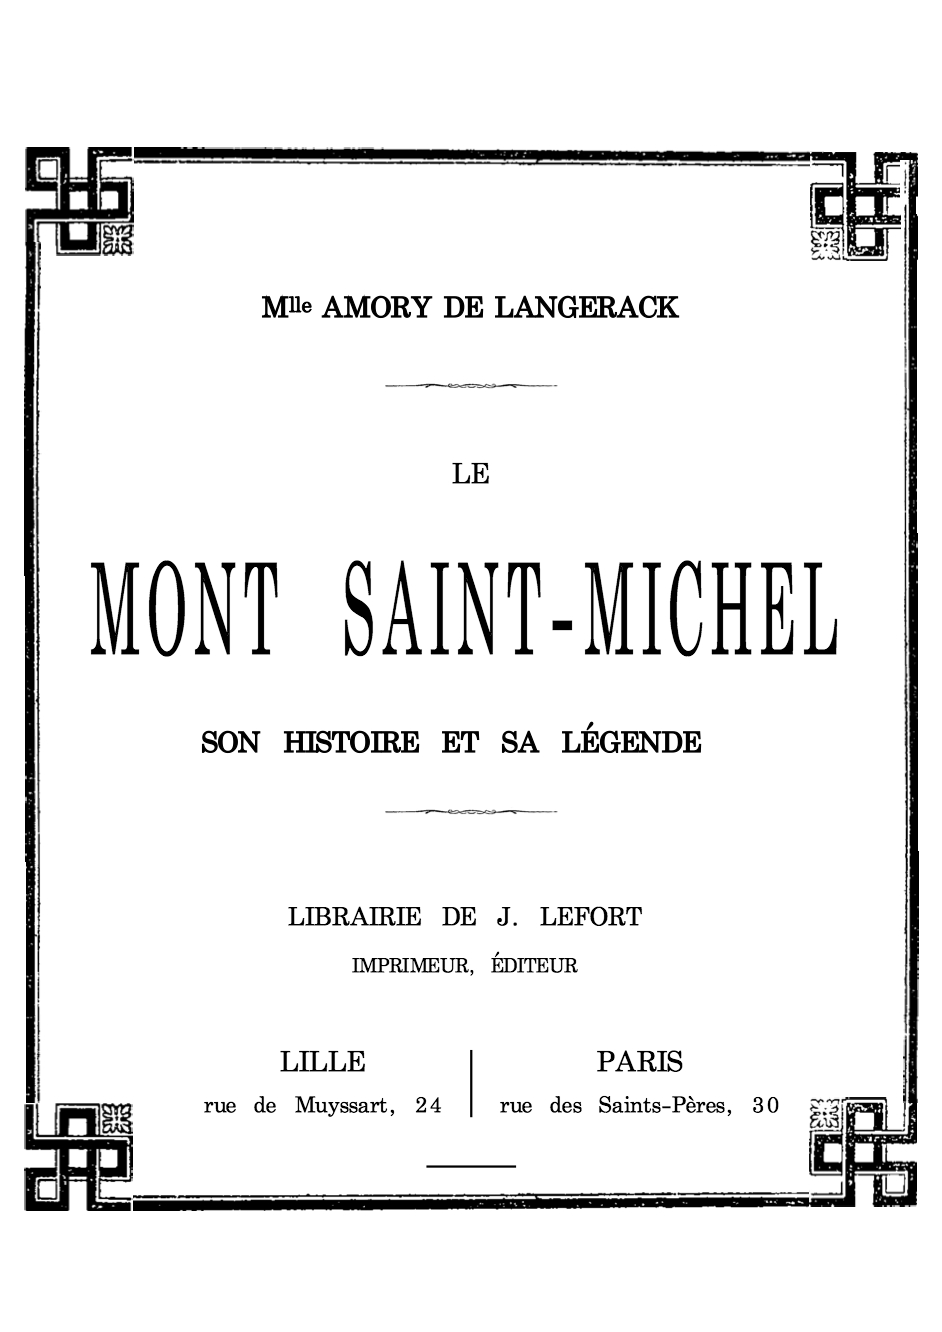 Mlle AMORY DE LANGERACK
LE
MONT SAINT-MICHEL
SON HISTOIRE ET SA LÉGENDE
LIBRAIRIE DE J. LEFORT
IMPRIMEUR, ÉDITEUR
LILLE
rue de Muyssart, 24
PARIS
rue des Saints-Pères, 30